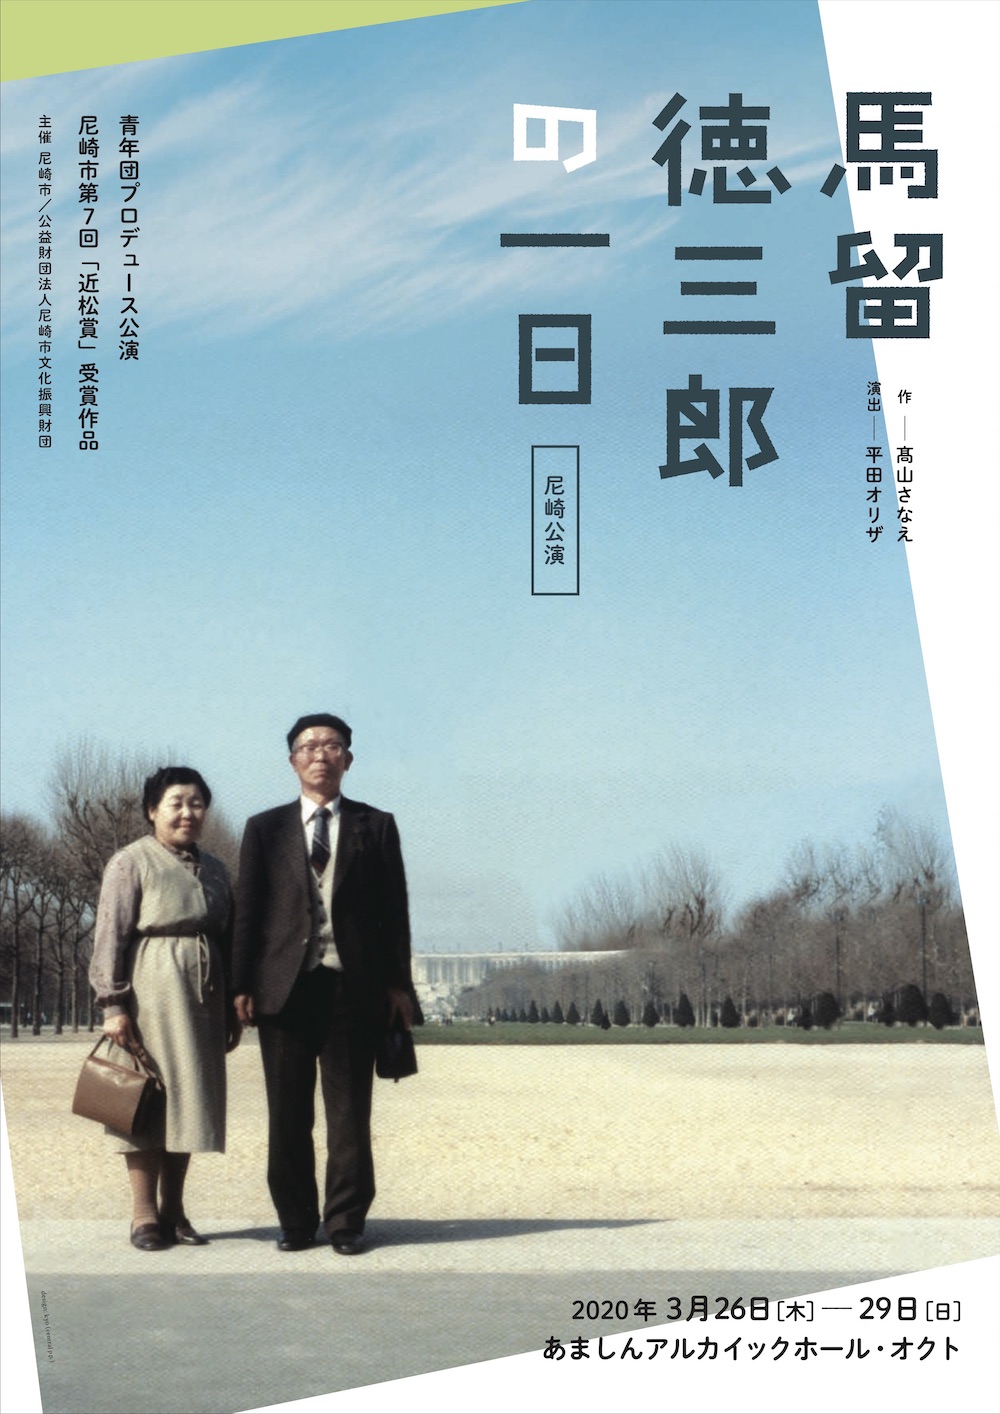 馬留
徳三郎
の一日
尼崎公演
作 ── 髙山さなえ
演出 ── 平田オリザ
青年団プロデュース公演
尼崎市第7回「近松賞」受賞作品
主催 尼崎市／公益財団法人尼崎市文化振興財団
2020年 3月26日[木] ── 29日[日]
あましんアルカイックホール・オクト